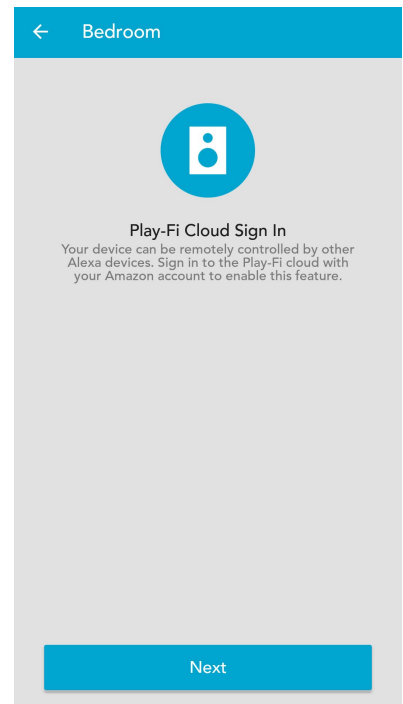 Bedroom
Play-Fi Cloud Sign In
Your device can be remotely controlled by other
Alexa devices. Sign in to the Play-Fi cloud with
your Amazon account to enable this feature.
Next